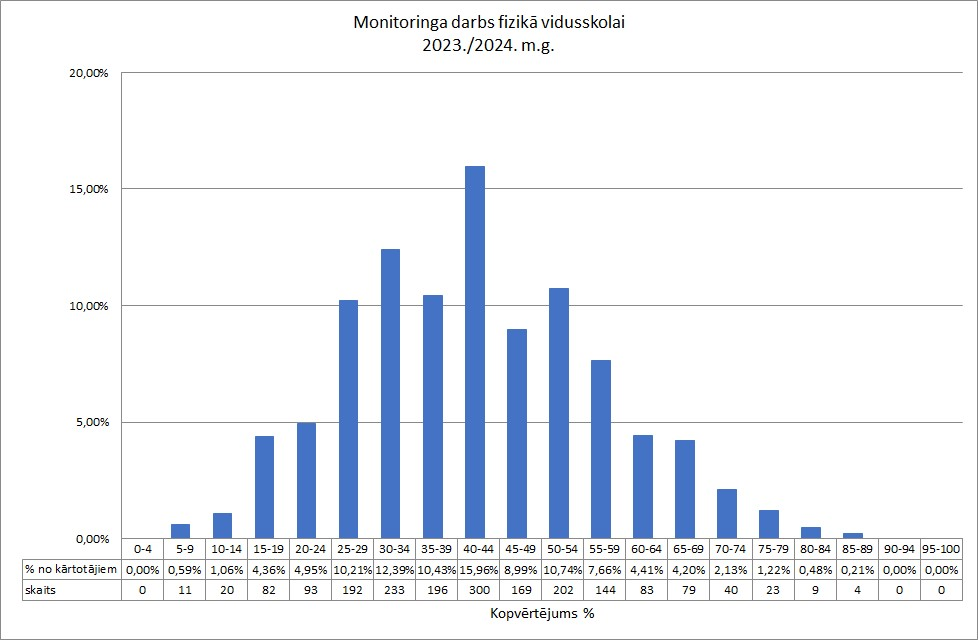 Monitoringa darbs fizikā vidusskolai
2023./2024. m.g.
20,00%
15,00%
10,00%
5,00%
0,00%
0-4 5-9 10-14 15-19 20-24 25-29 30-34 35-39 40-44 45-49 50-54 55-59 60-64 65-69 70-74 75-79 80-84 85-89 90-94 95-100
% no kārtotājiem 0,00% 0,59% 1,06% 4,36% 4,95% 10,21% 12,39% 10,43% 15,96% 8,99% 10,74% 7,66% 4,41% 4,20% 2,13% 1,22% 0,48% 0,21% 0,00% 0,00%
skaits 0 11 20 82 93 192 233 196 300 169 202 144 83 79 40 23 9 4 0 0
Kopvērtējums %